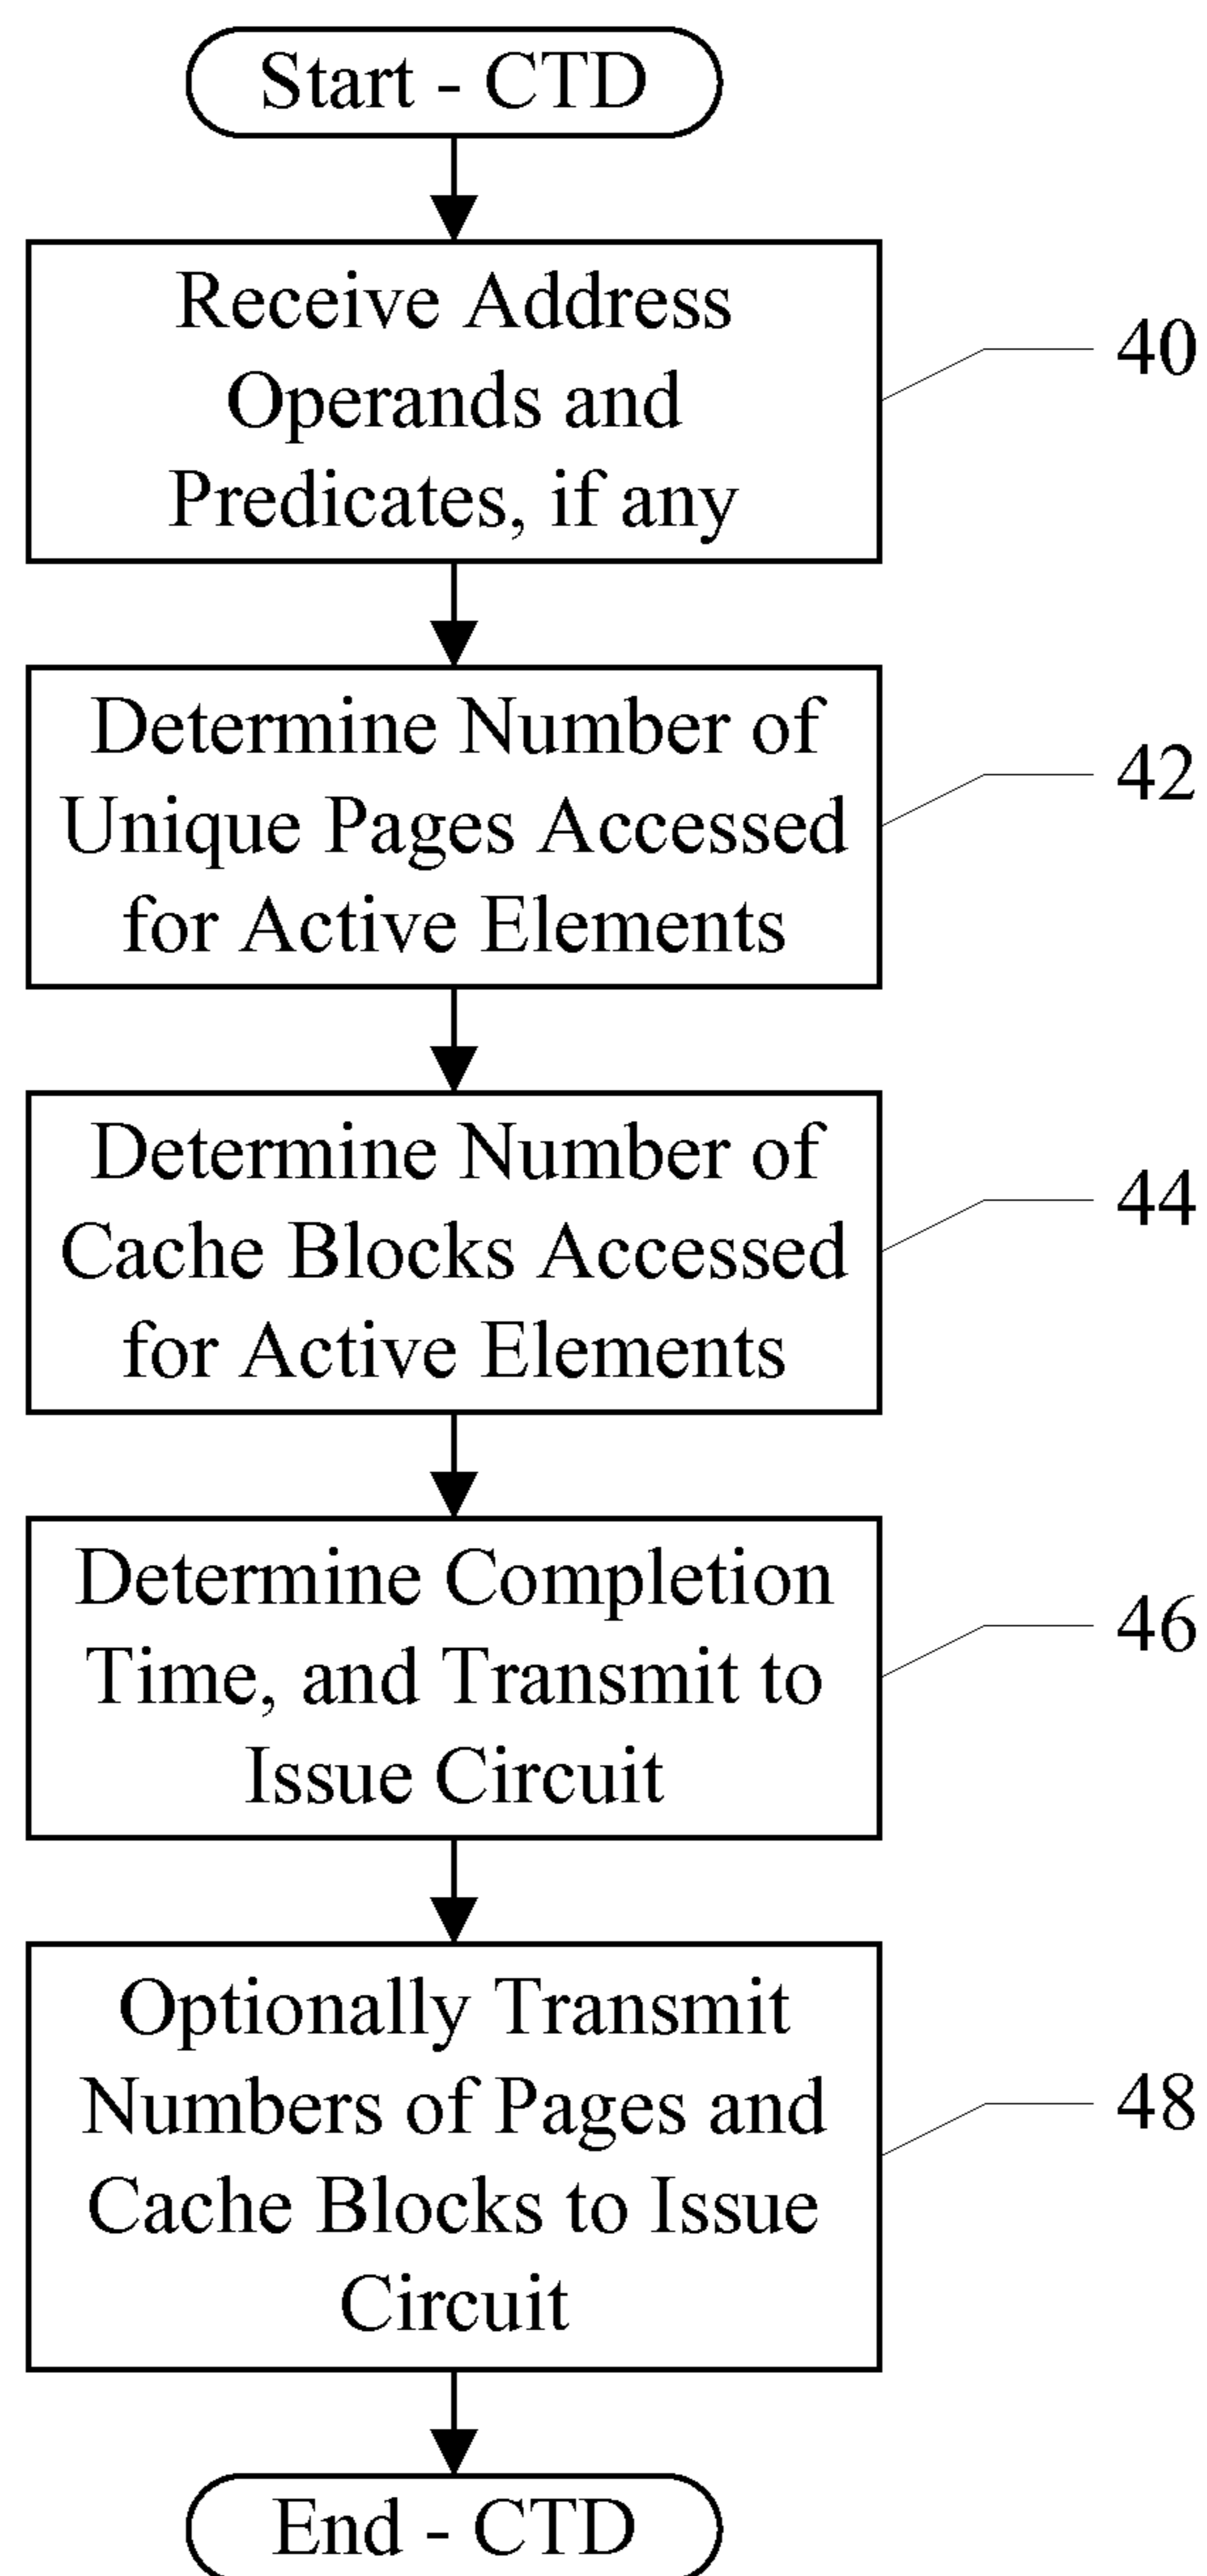 Start - CTD
Receive Address
Operands and
Predicates, if any
40
Determine Number of
Unique Pages Accessed
for Active Elements
42
Determine Number of
Cache Blocks Accessed
for Active Elements
44
Determine Completion
Time, and Transmit to
Issue Circuit
46
Optionally Transmit
Numbers of Pages and
Cache Blocks to Issue
Circuit
48
End - CTD